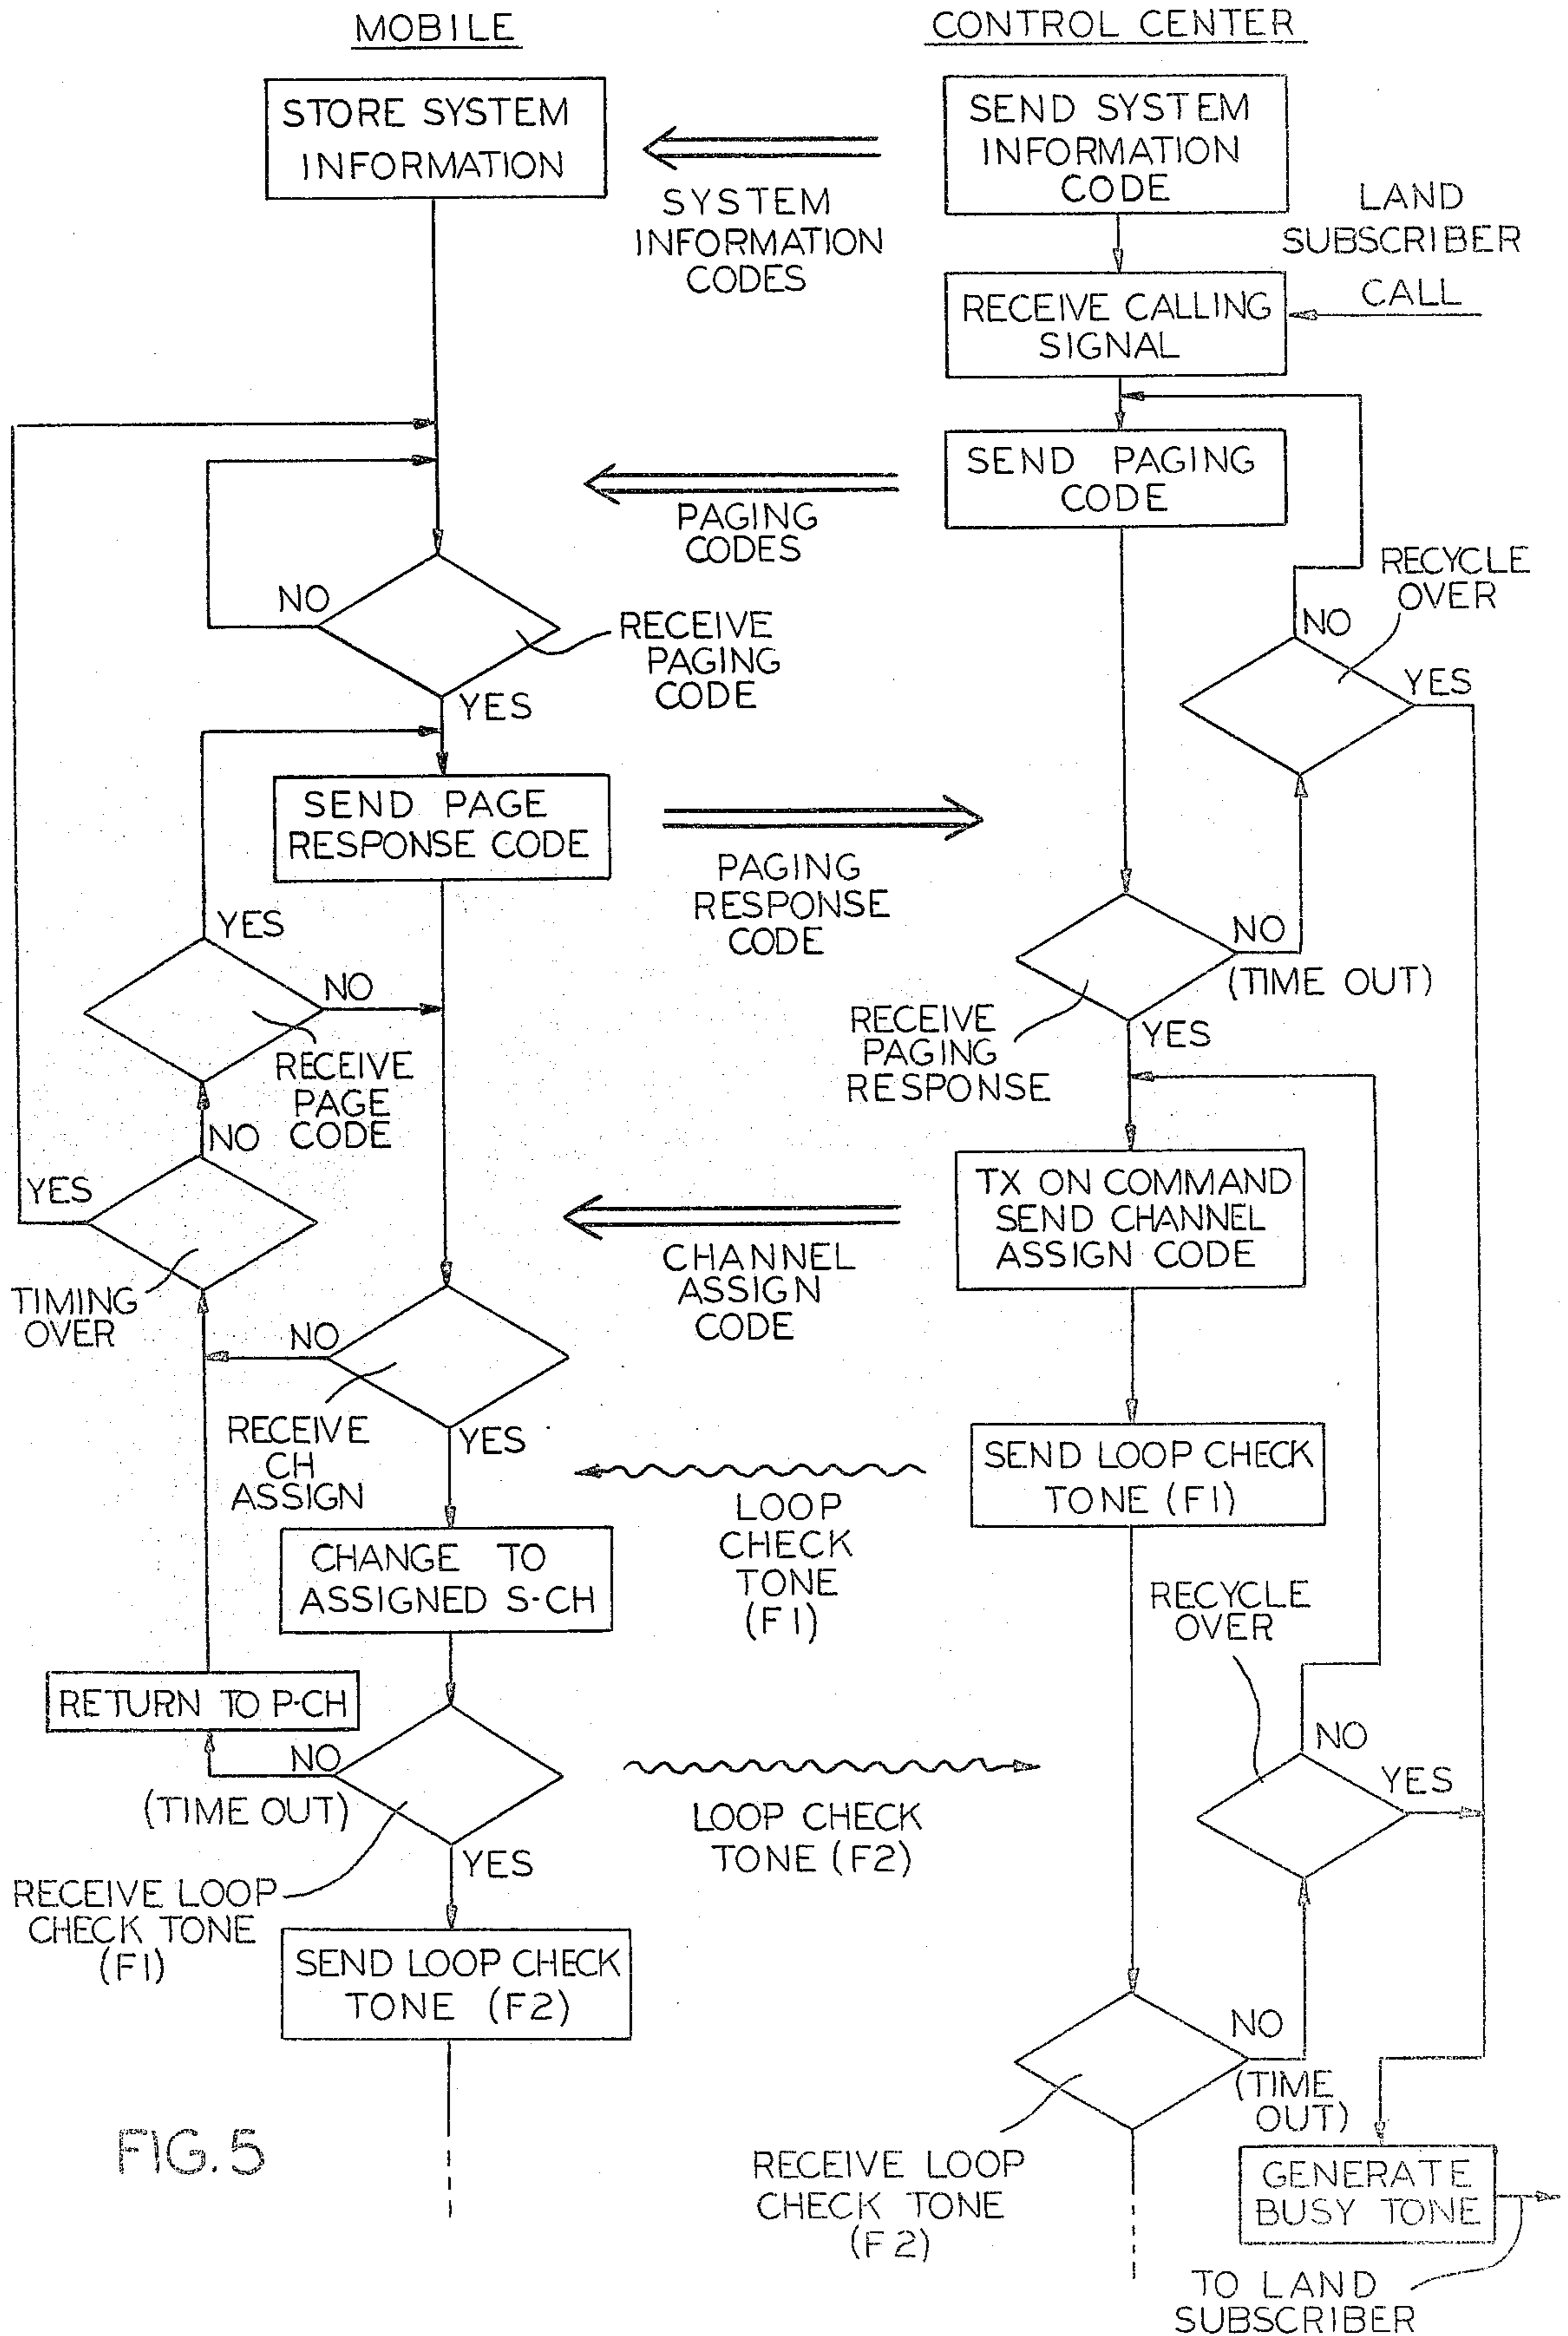 MOBILE
CONTROL CENTER
STORE SYSTEM
INFORMATION
SEND SYSTEM
INFORMATION
CODE
SYSTEM
INFORMATION
CODES
LAND
SUBSCRIBER
CALL
RECEIVE CALLING
SIGNAL
SEND PAGING
CODE
PAGING
CODES
NO
RECEIVE
PAGING
CODE
YES
RECYCLE
OVER
NO
YES
SEND PAGE
RESPONSE CODE
PAGING
RESPONSE
CODE
YES
NO
RECEIVE
PAGE
CODE
NO
(TIME OUT)
RECEIVE
PAGING
RESPONSE
YES
NO
YES
TIMING
OVER
TX ON COMMAND
SEND CHANNEL
ASSIGN CODE
CHANNEL
ASSIGN
CODE
NO
RECEIVE
CH
ASSIGN
YES
SEND LOOP CHECK
TONE (F1)
LOOP
CHECK
TONE
(F1)
CHANGE TO
ASSIGNED S-CH
RECYCLE
OVER
RETURN TO P-CH
NO
(TIME OUT)
NO
YES
LOOP CHECK
TONE (F2)
YES
RECEIVE LOOP
CHECK TONE
(F1)
SEND LOOP CHECK
TONE (F2)
NO
(TIME
OUT)
RECEIVE LOOP
CHECK TONE
(F2)
GENERATE
BUSY TONE
TO LAND
SUBSCRIBER
FIG. 5